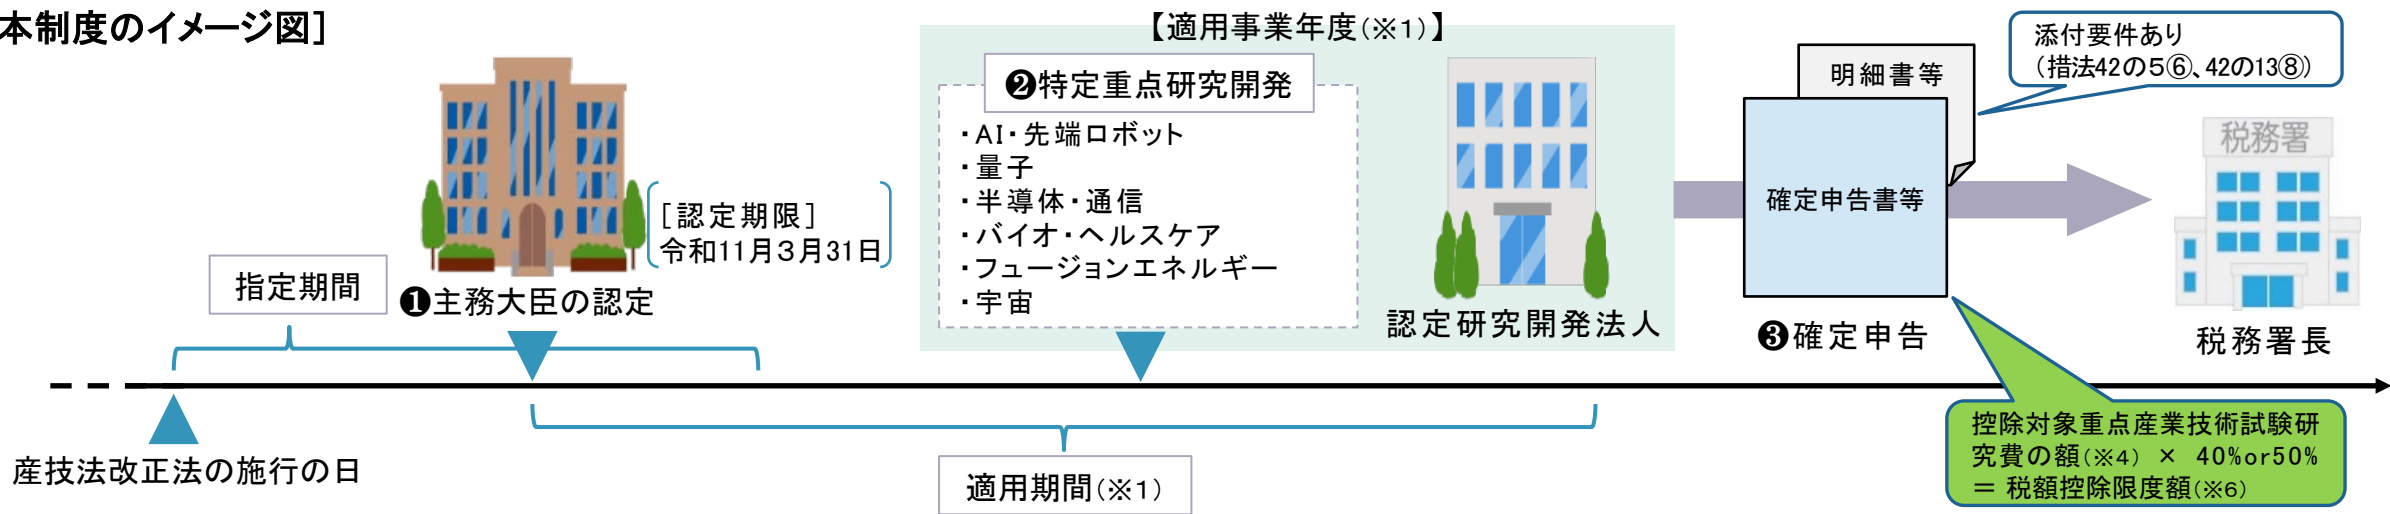 本制度のイメージ図]
【適用事業年度(※1)】
添付要件あり
(措法42の5⑥、42の13⑧)
❷特定重点研究開発
・AI・先端ロボット
・量子
・半導体・通信
・バイオ・ヘルスケア
・フュージョンエネルギー
・宇宙
明細書等
確定申告書等
税務署
[認定期限]
令和11月3月31日
指定期間
❶主務大臣の認定
認定研究開発法人
❸確定申告
税務署長
産技法改正法の施行の日
適用期間(※1)
控除対象重点産業技術試験研
究費の額(※4) × 40%or50%
= 税額控除限度額(※6)